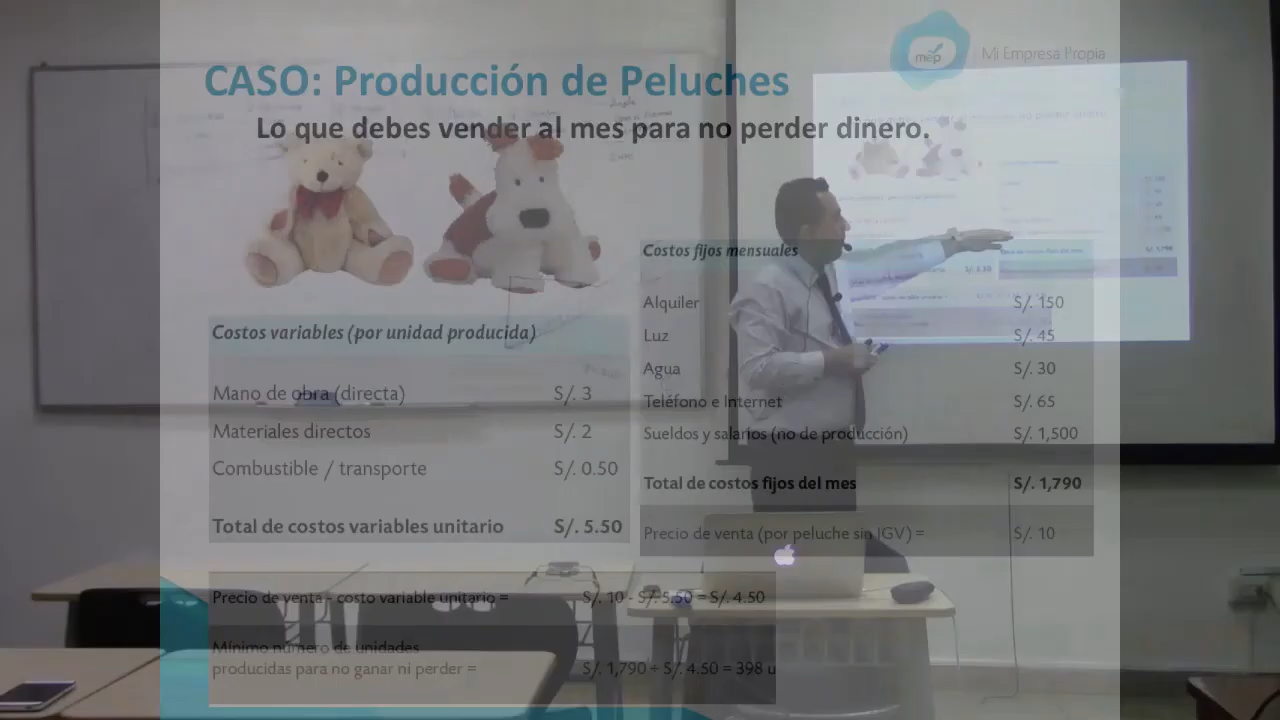 mep
Mi Empresa Propia
CASO: Producción de Peluches
Lo que debes vender al mes para no perder dinero.
Costos variables (por unidad producida)
Mano de obra (directa) S/. 3
Materiales directos S/. 2
Combustible / transporte S/. 0.50
Total de costos variables unitario S/. 5.50
Costos fijos mensuales
Alquiler S/. 150
Luz S/. 45
Agua S/. 30
Teléfono e Internet S/. 65
Sueldos y salarios (no de producción) S/. 1,500
Total de costos fijos del mes S/. 1,790
Precio de venta (por peluche sin IGV) = S/. 10
Precio de venta - costo variable unitario = S/. 10 - S/. 5.50 = S/. 4.50
Mínimo número de unidades
producidas para no ganar ni perder = S/. 1,790 ÷ S/. 4.50 = 398 u